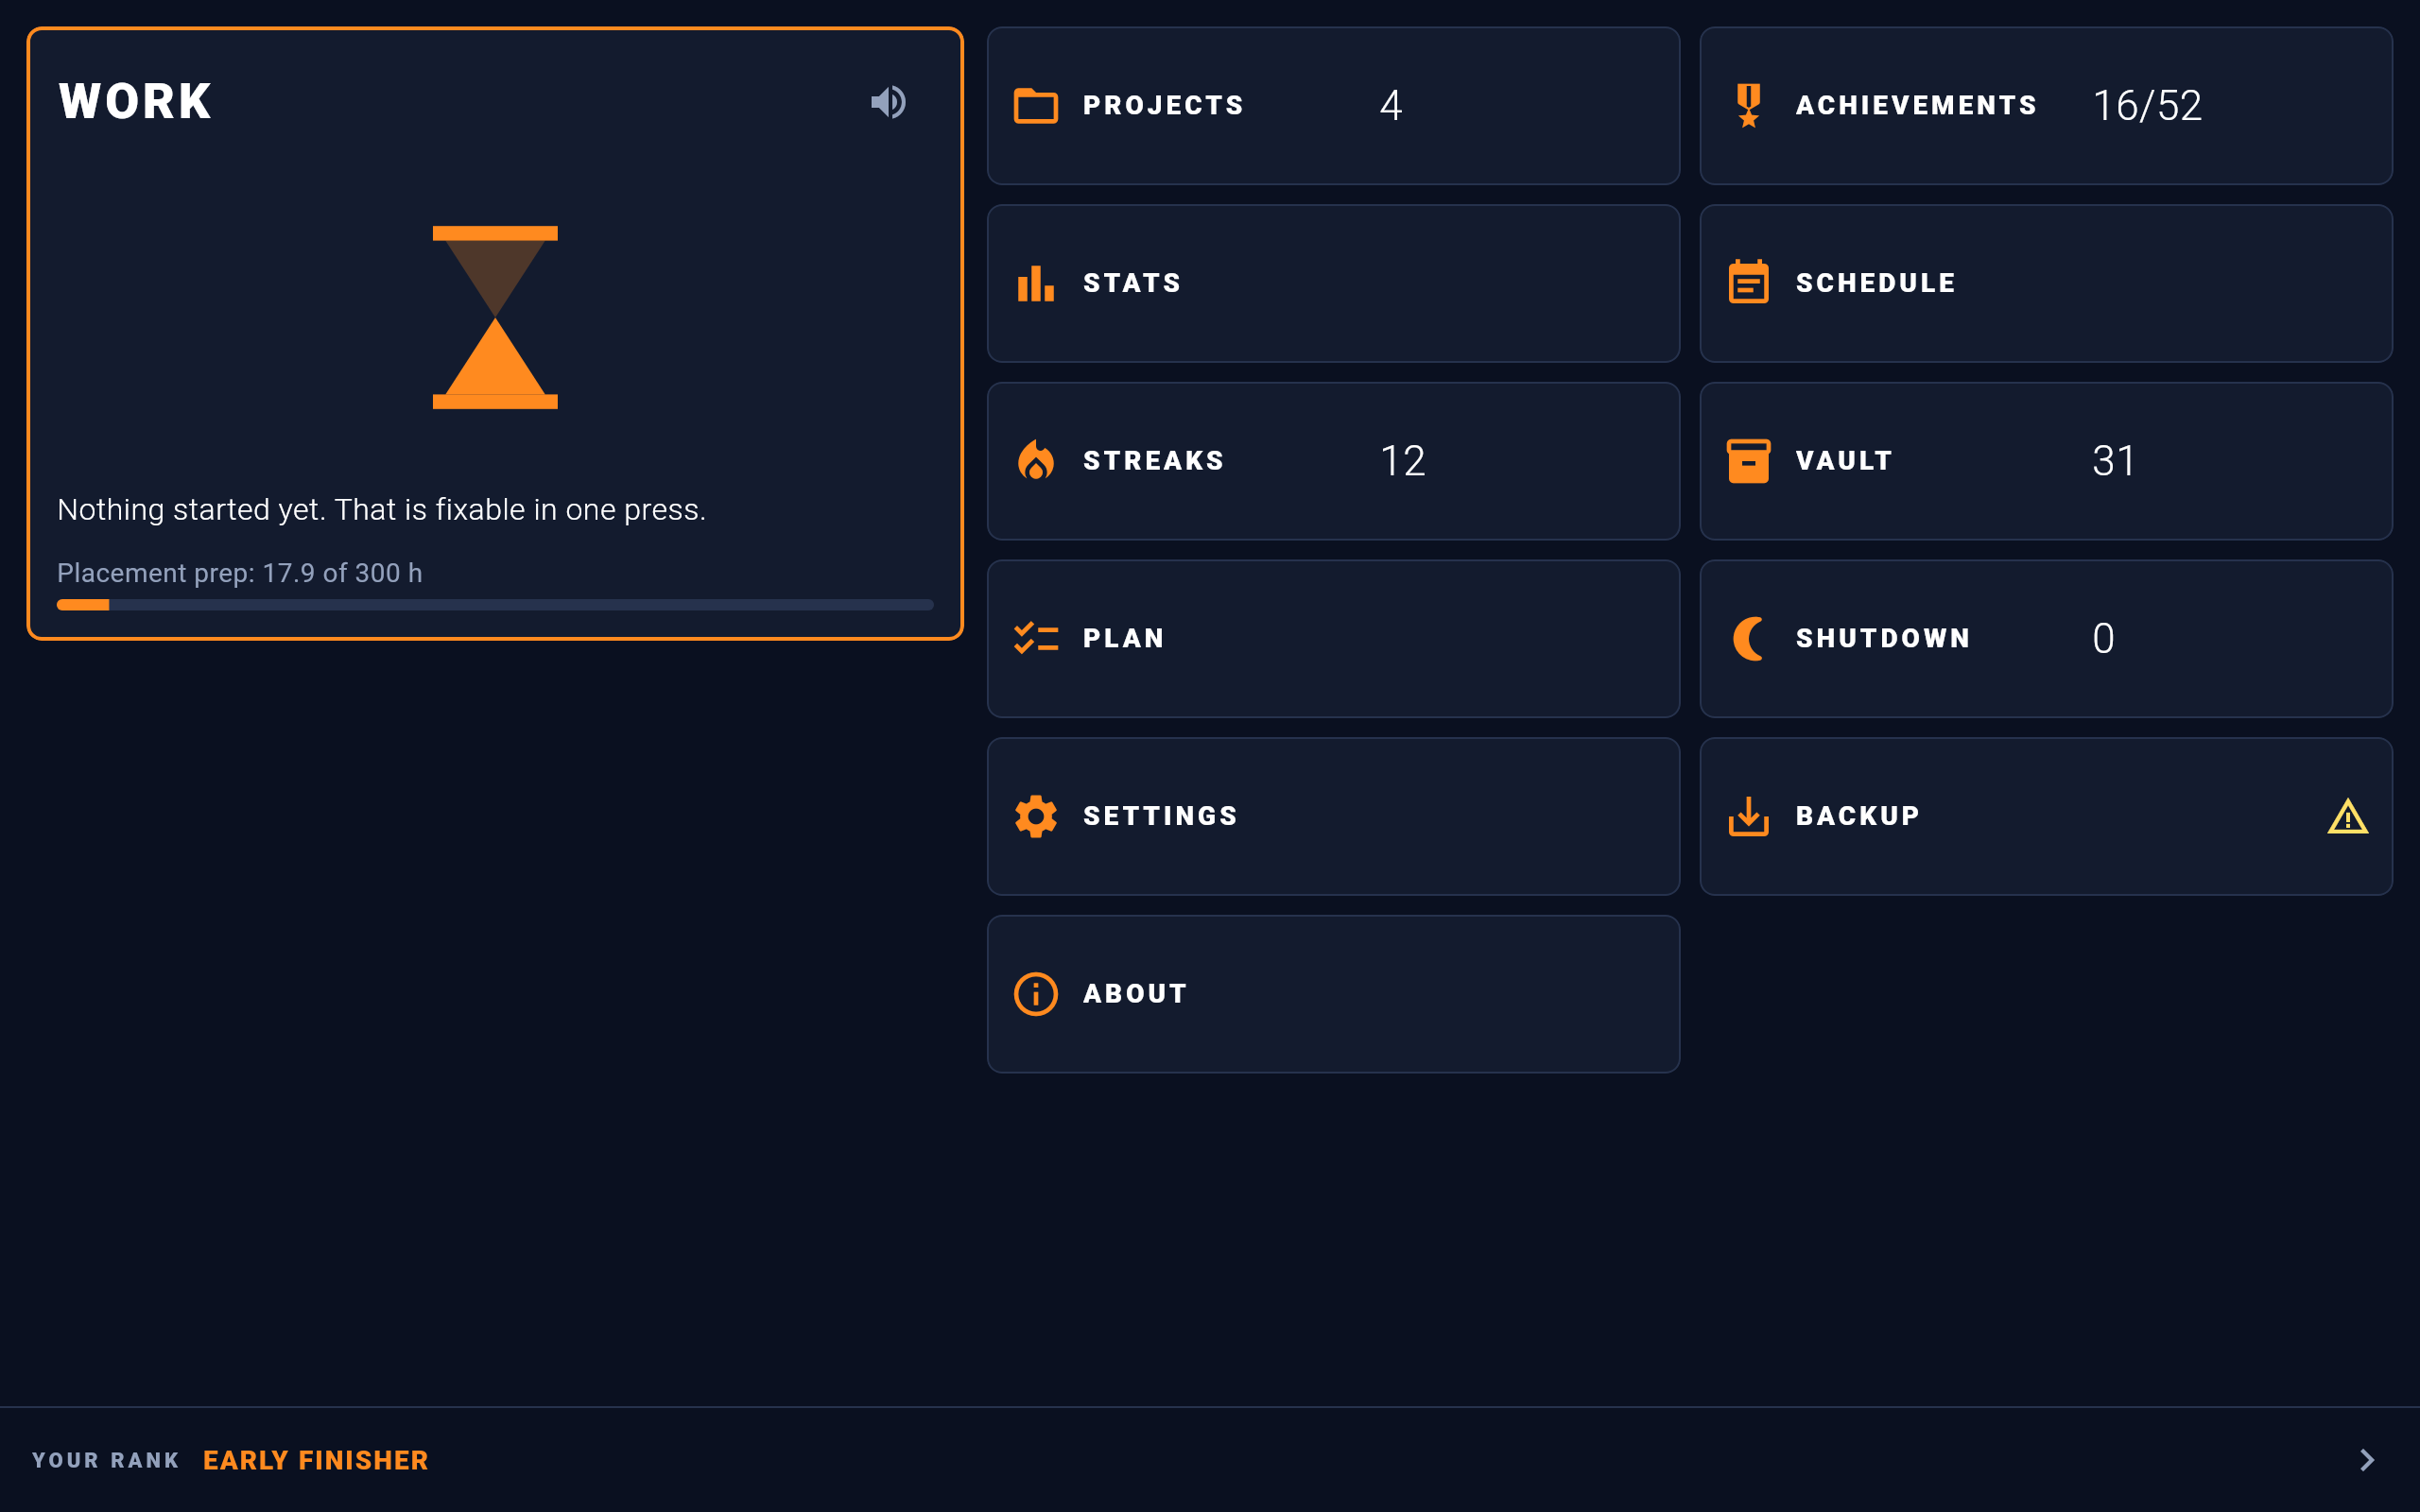 WORK
Nothing started yet. That is fixable in one press.
Placement prep: 17.9 of 300 h
PROJECTS 4
ACHIEVEMENTS 16/52
STATS
SCHEDULE
STREAKS 12
VAULT 31
PLAN
SHUTDOWN 0
SETTINGS
BACKUP
ABOUT
YOUR RANK EARLY FINISHER